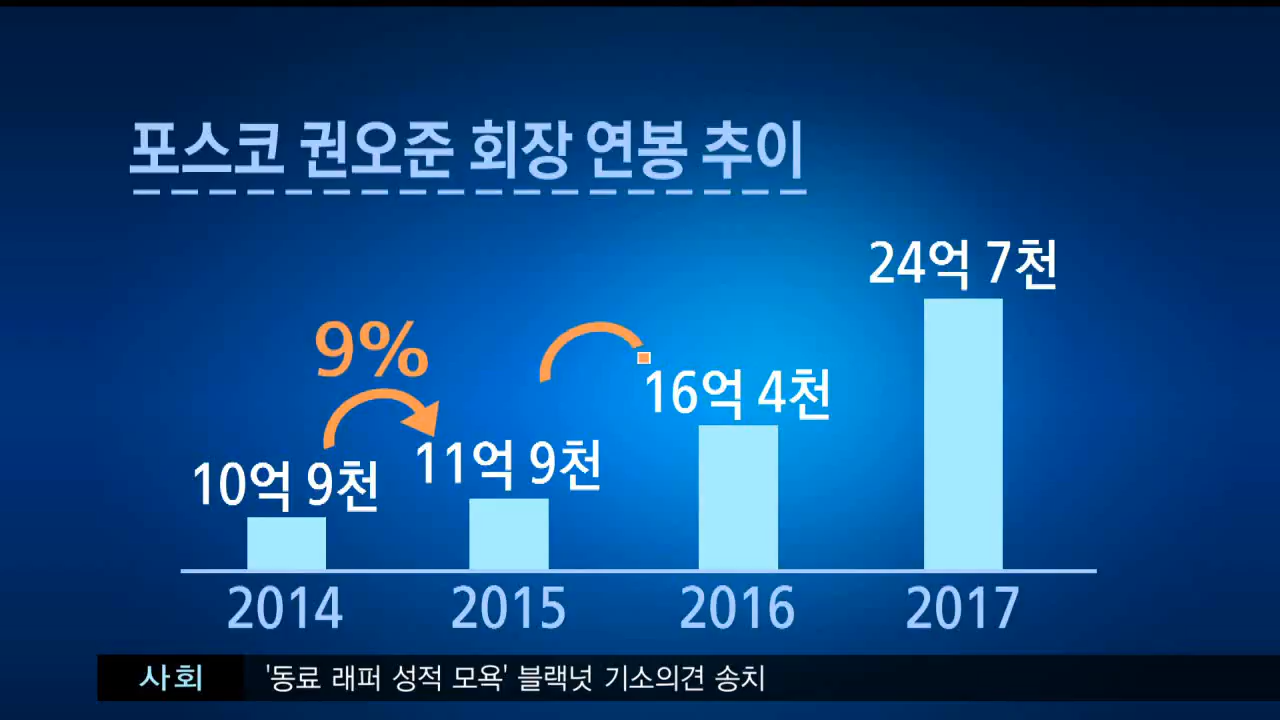 포스코 권오준 회장 연봉 추이
24억 7천
9%
16억 4천
11억 9천
10억 9천
2014 2015 2016 2017
사회 '동료 래퍼 성적 모욕' 블랙넛 기소의견 송치